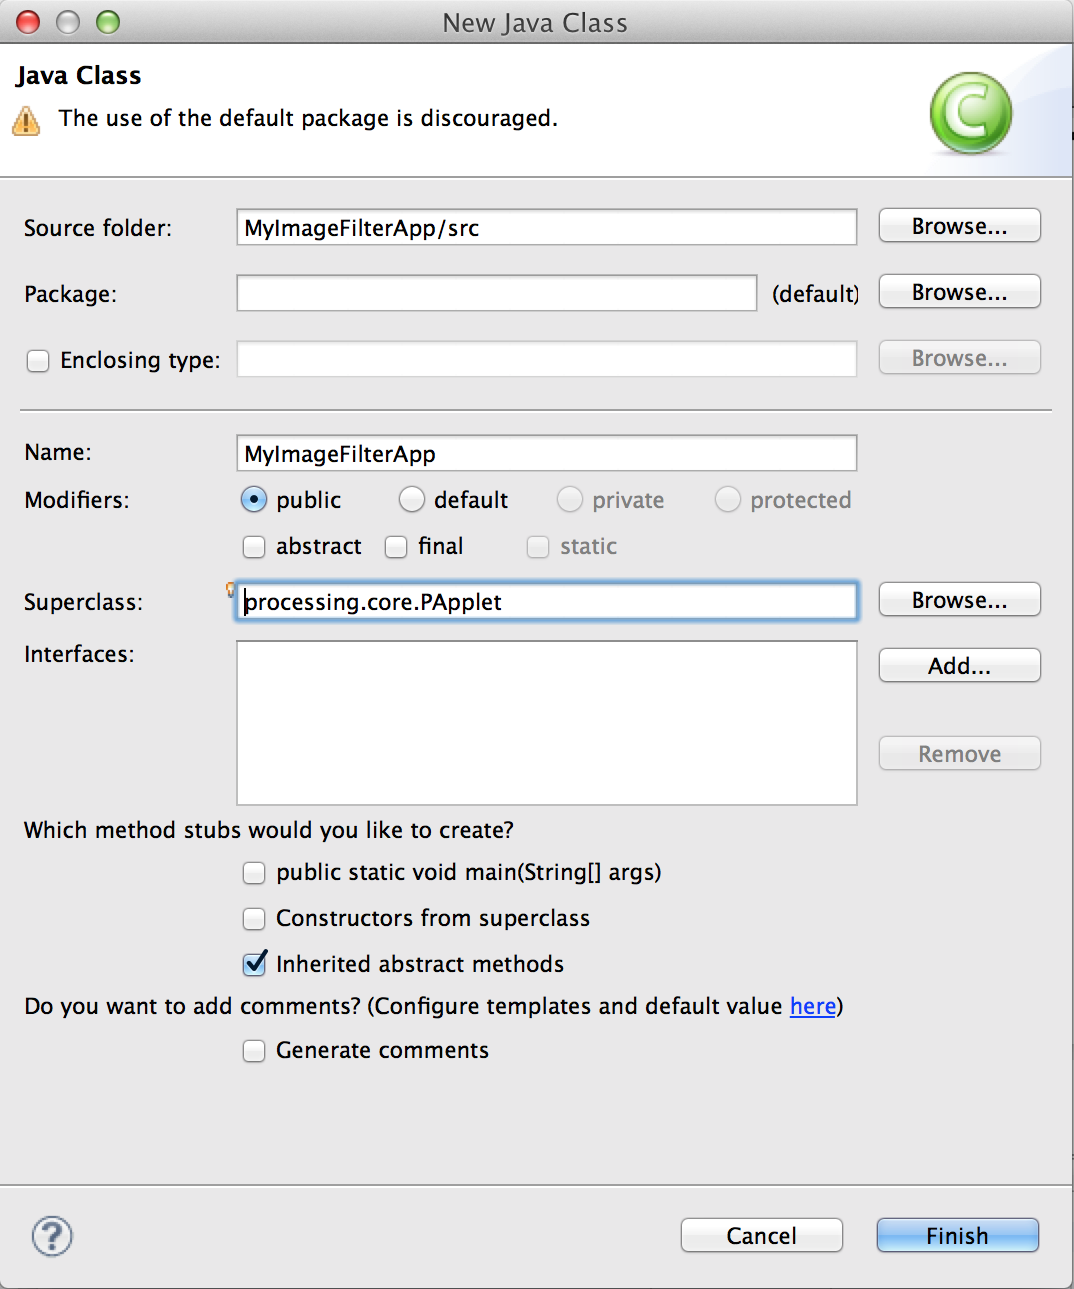 New Java Class
Java Class
The use of the default package is discouraged.
Source folder: MyImageFilterApp/src Browse...
Package: (default) Browse...
Enclosing type: Browse...
Name: MyImageFilterApp
Modifiers: public default private protected
abstract final static
Superclass: processing.core.PApplet Browse...
Interfaces: Add...
Remove
Which method stubs would you like to create?
public static void main(String[] args)
Constructors from superclass
Inherited abstract methods
Do you want to add comments? (Configure templates and default value here)
Generate comments
? Cancel Finish